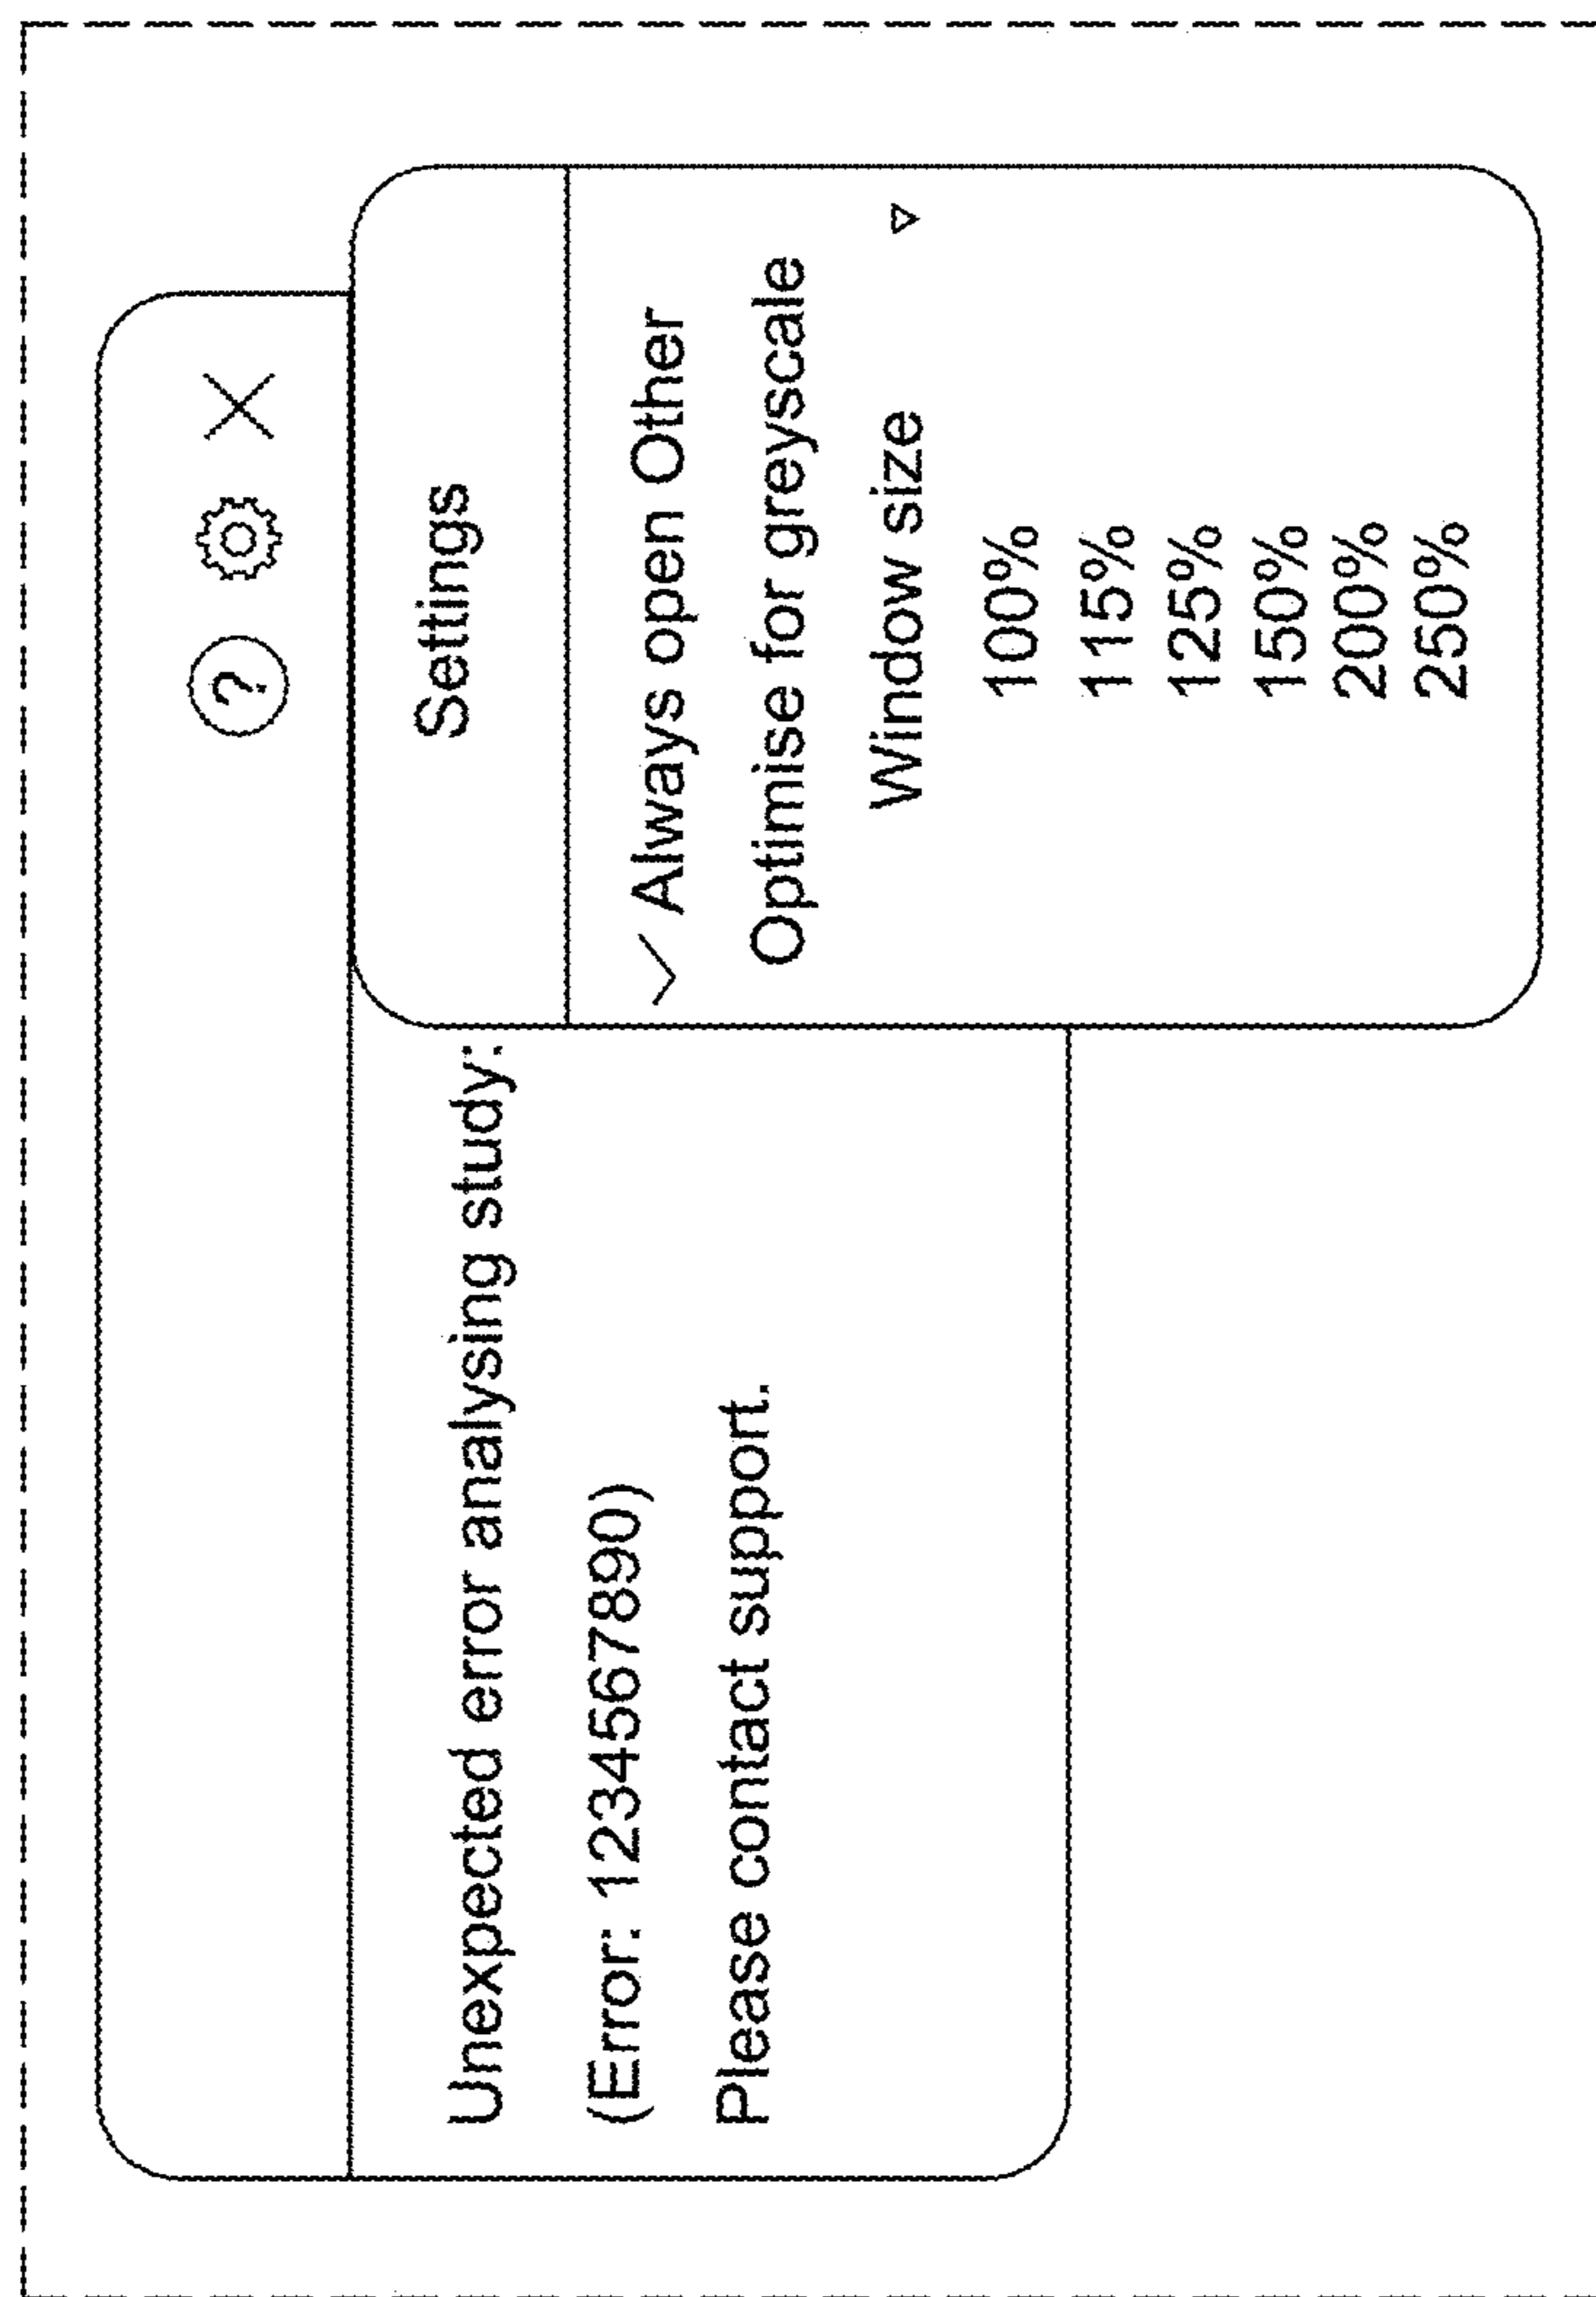 ?
Settings
Always open Other
Optimise for greyscale
Window size
100%
115%
125%
150%
200%
250%
Unexpected error analysing study:
(Error: 1234567890)
Please contact support.